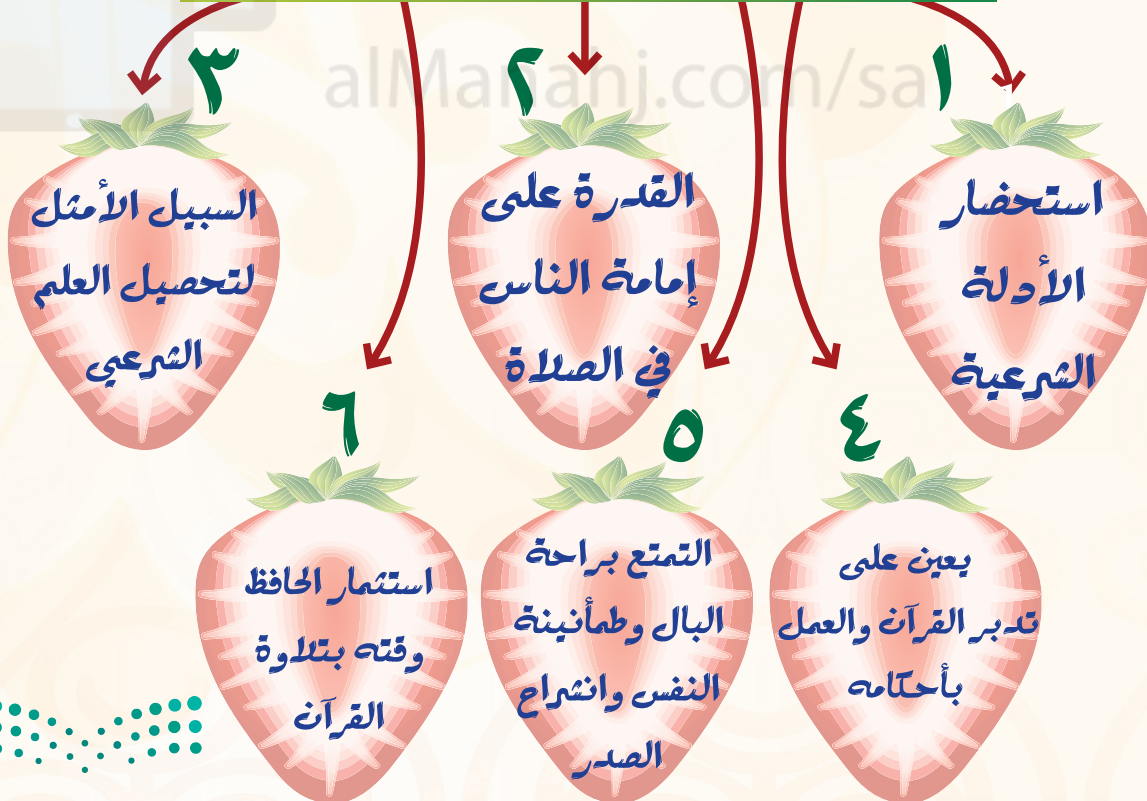 alManahj.com/sa
١
استحضار
الأدلة
الشرعية
٢
القدرة على
إمامة الناس
في الصلاة
٣
السبيل الأمثل
لتحصيل العلم
الشرعي
٤
يعين على
تدبر القرآن والعمل
بأحكامه
٥
التمتع براحة
البال وطمأنينة
النفس وانشراح
الصدر
٦
استثمار الحافظ
وقته بتلاوة
القرآن